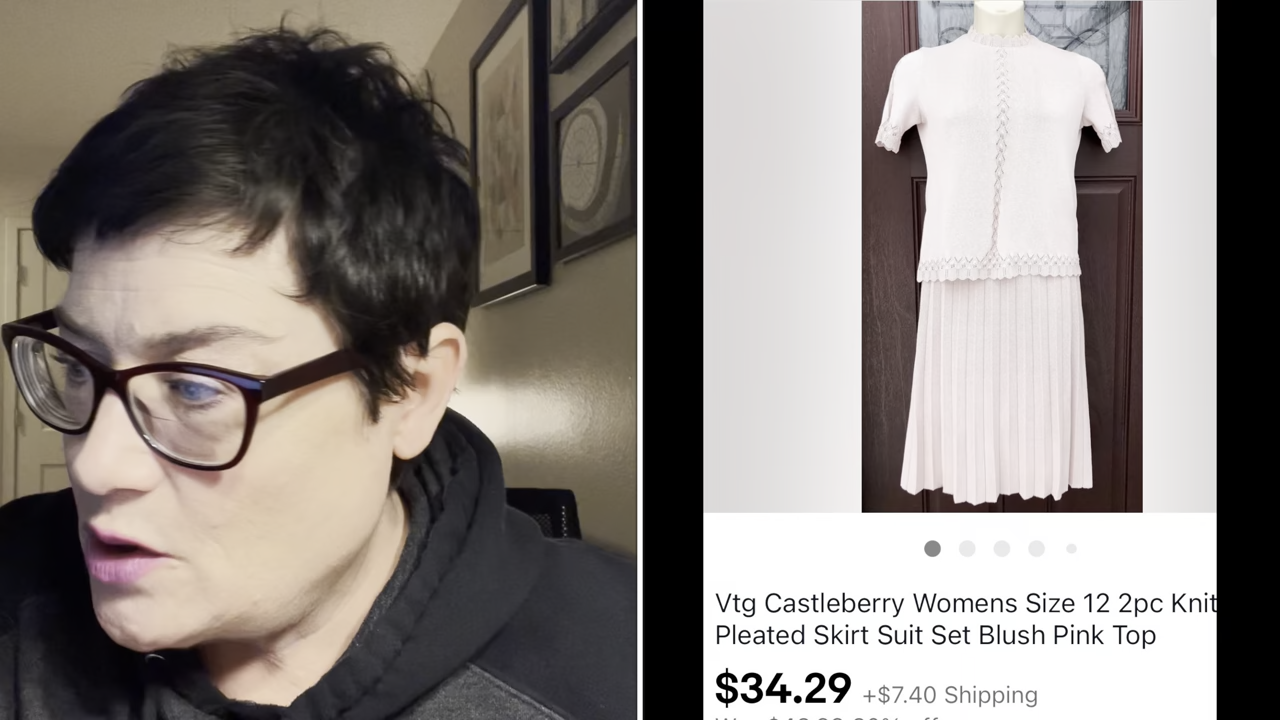 Vtg Castleberry Womens Size 12 2pc Knit
Pleated Skirt Suit Set Blush Pink Top
$34.29 +$7.40 Shipping